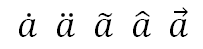 ȧ ä ã â a⃗